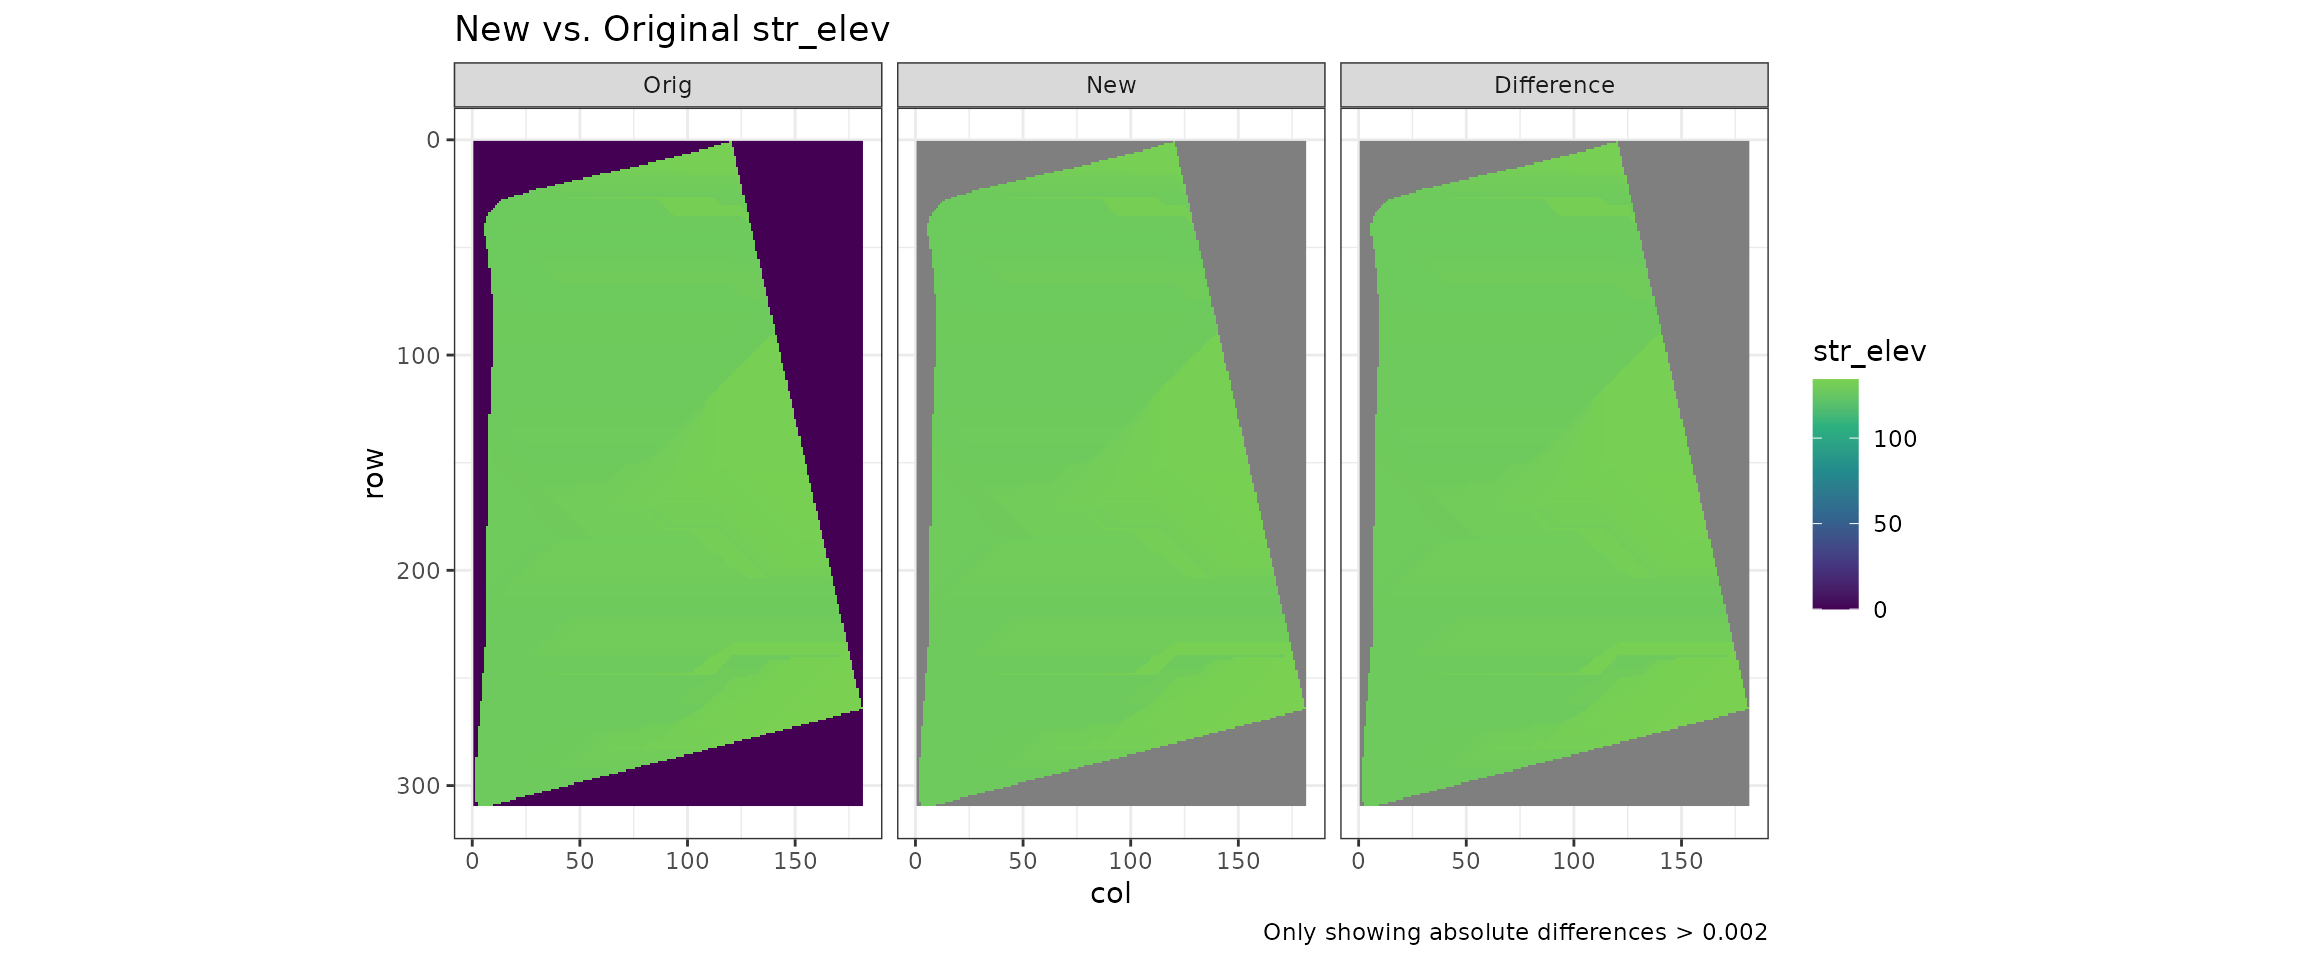 New vs. Original str_elev
Orig
New
Difference
0
100
200
300
row
0
50
100
150
0
50
100
150
0
50
100
150
col
str_elev
100
50
0
Only showing absolute differences > 0.002